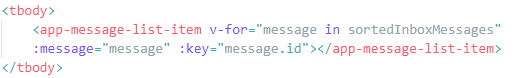 <tbody>
<app-message-list-item v-for="message in sortedInboxMessages"
:message="message" :key="message.id"></app-message-list-item>
</tbody>